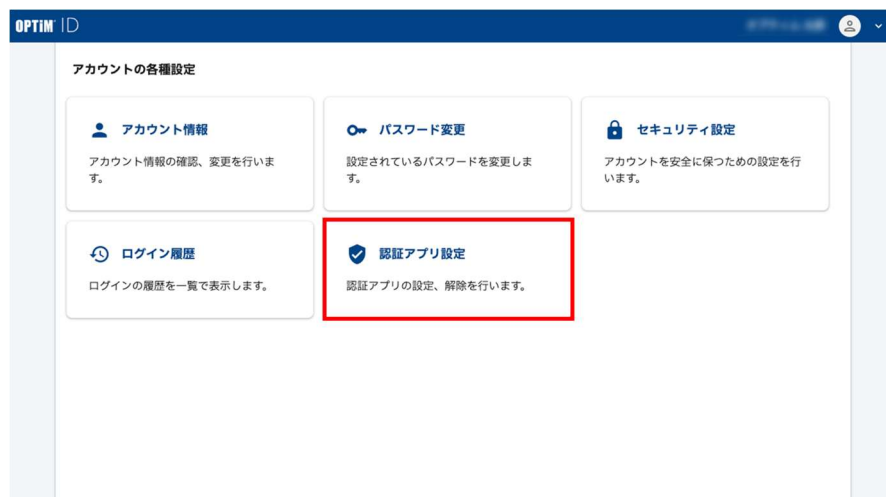 OPTiM ID
アカウントの各種設定
アカウント情報
アカウント情報の確認、変更を行いま
す。
パスワード変更
設定されているパスワードを変更しま
す。
セキュリティ設定
アカウントを安全に保つための設定を行
います。
ログイン履歴
ログインの履歴を一覧で表示します。
認証アプリ設定
認証アプリの設定、解除を行います。